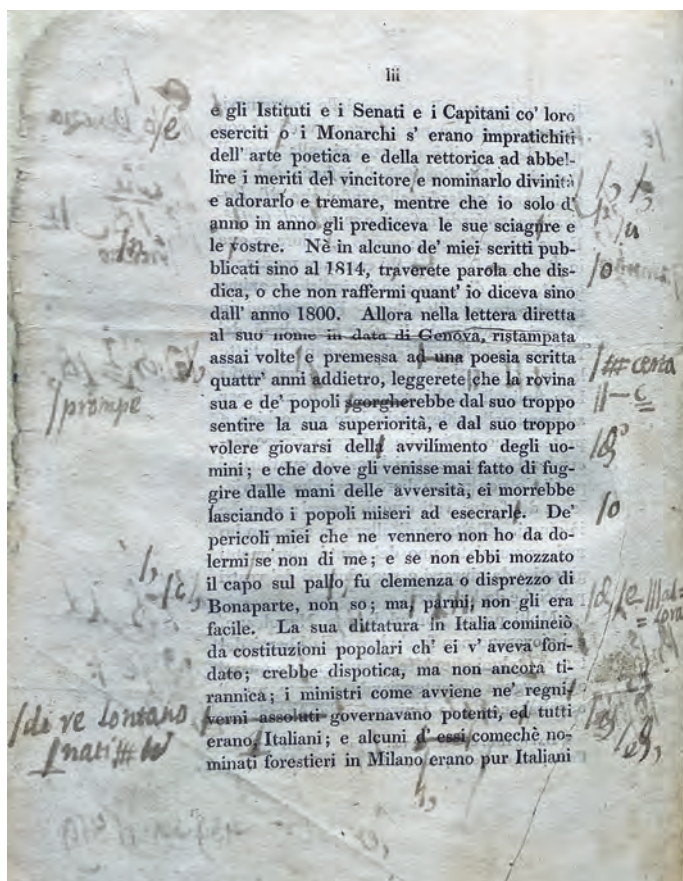 lii
e gli Istituti e i Senati e i Capitani co' loro
eserciti o i Monarchi s' erano impratichiti
dell' arte poetica e della rettorica ad abbel-
lire i meriti del vincitore e nominarlo divinità
e adorarlo e tremare, mentre che io solo d'
anno in anno gli prediceva le sue sciagure e
le vostre. Nè in alcuno de' miei scritti pub-
blicati sino al 1814, traverete parola che dis-
dica, o che non raffermi quant' io diceva sino
dall' anno 1800. Allora nella lettera diretta
al suo nome in data di Genova, ristampata
assai volte e premessa ad una poesia scritta
quattr' anni addietro, leggerete che la rovina
sua e de' popoli sgorgherebbe dal suo troppo
sentire la sua superiorità, e dal suo troppo
volere giovarsi della avvilimento degli uo-
mini; e che dove gli venisse mai fatto di fug-
gire dalle mani delle avversità, ei morrebbe
lasciando i popoli miseri ad esecrarle. De'
pericoli miei che ne vennero non ho da do-
lermi se non di me; e se non ebbi mozzato
il capo sul pallo fu clemenza o disprezzo di
Bonaparte, non so; ma, parmi, non gli era
facile. La sua dittatura in Italia comineiò
da costituzioni popolari ch' ei v' aveva fon-
dato; crebbe dispotica, ma non ancora ti-
rannica; i ministri come avviene ne' regni
verni assoluti governavano potenti, ed tutti
erano, Italiani; e alcuni d' essi comechè no-
minati forestieri in Milano erano pur Italiani
/e
/u
/o
/# certa
/prompe
/o
/de re lontano
/nati #